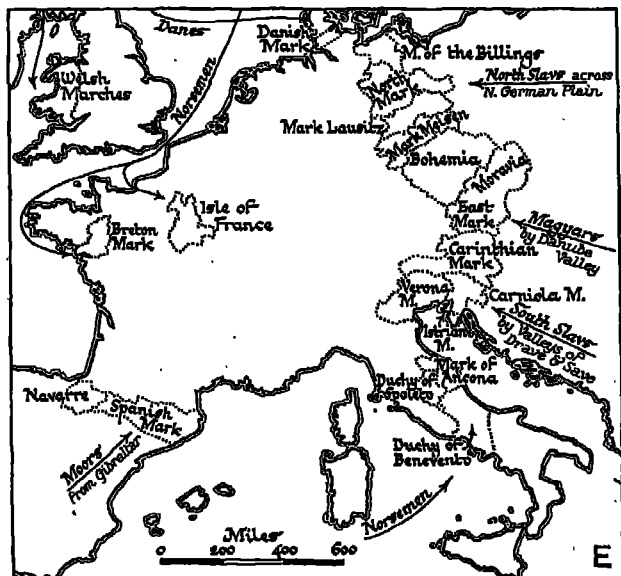 Danes
Danish
Mark
M. of the Billings
Welsh
Marches
Norsemen
North
Mark
North Slavs across
N. German Plain
Mark Lausitz
Mark Meisen
Bohemia
Moravia
Isle of
France
Breton
Mark
East
Mark
Magyars
by Danube
Valley
Carinthian
Mark
Verona
M.
Carniola M.
Istrian
M.
South Slavs
by Valleys of
Drave & Save
Navarre
Spanish
Mark
Mark of
Ancona
Duchy of
Spoleto
Moors
from Gibraltar
Duchy of
Benevento
Norsemen
Miles
0 200 400 600
E